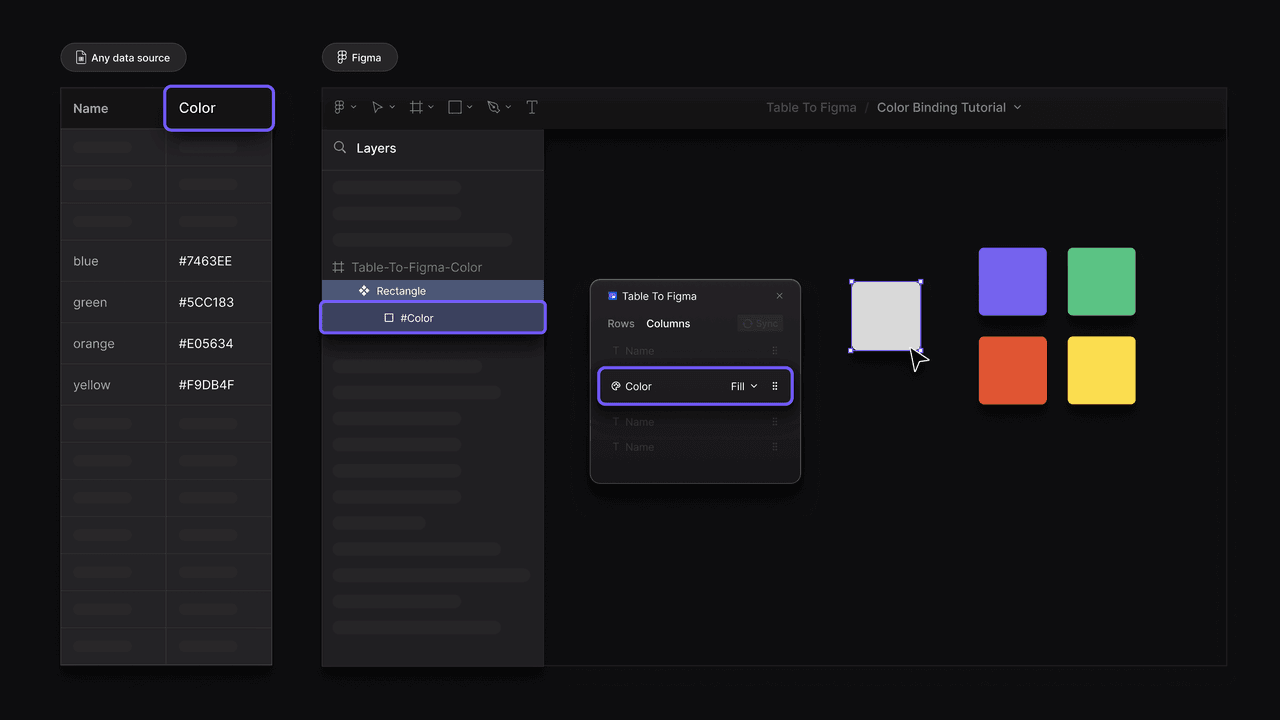 Any data source
Figma
Name
Color
Table To Figma / Color Binding Tutorial
Layers
blue
#7463EE
green
#5CC183
orange
#E05634
yellow
#F9DB4F
Table-To-Figma-Color
Rectangle
#Color
Table To Figma
Rows
Columns
Sync
T Name
Color
Fill
T Name
T Name